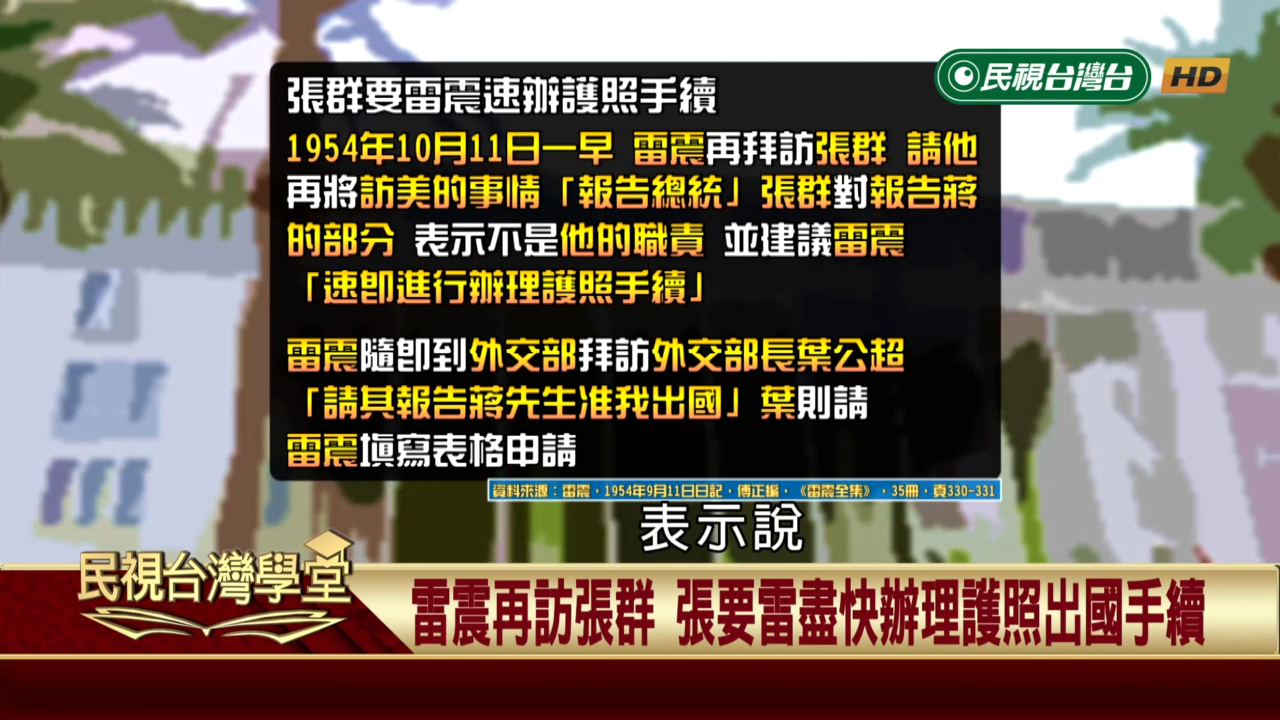 民視台灣台 HD
張群要雷震速辦護照手續
1954年10月11日一早 雷震再拜訪張群 請他
再將訪美的事情「報告總統」張群對報告蔣
的部分 表示不是他的職責 並建議雷震
「速即進行辦理護照手續」
雷震隨即到外交部拜訪外交部長葉公超
「請其報告蔣先生准我出國」葉則請
雷震填寫表格申請
資料來源：雷震，1954年9月11日日記，傅正編，《雷震全集》，35冊，頁330-331
表示說
民視台灣學堂
雷震再訪張群 張要雷盡快辦理護照出國手續